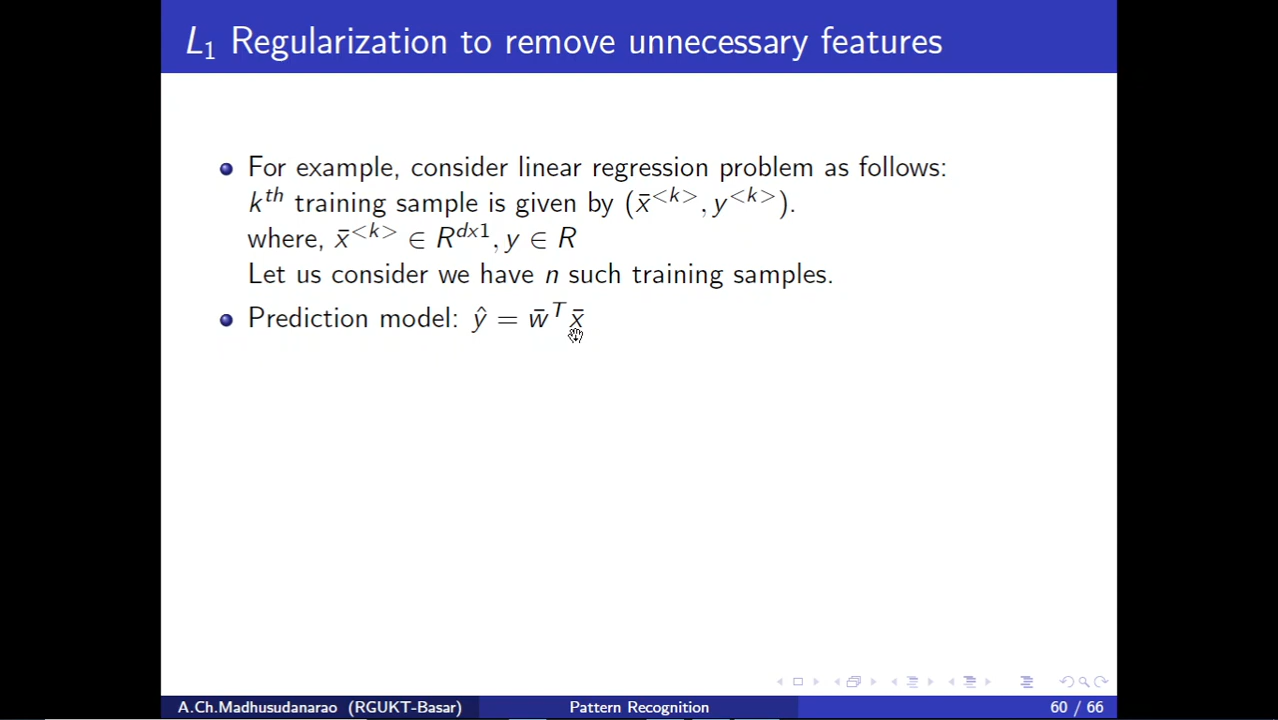 L₁ Regularization to remove unnecessary features
For example, consider linear regression problem as follows:
kᵗʰ training sample is given by (x̄^{<k>}, y^{<k>}).
where, x̄^{<k>} ∈ R^{dx1}, y ∈ R
Let us consider we have n such training samples.
Prediction model: ŷ = w̄ᵀx̄
A.Ch.Madhusudanarao (RGUKT-Basar) Pattern Recognition 60 / 66